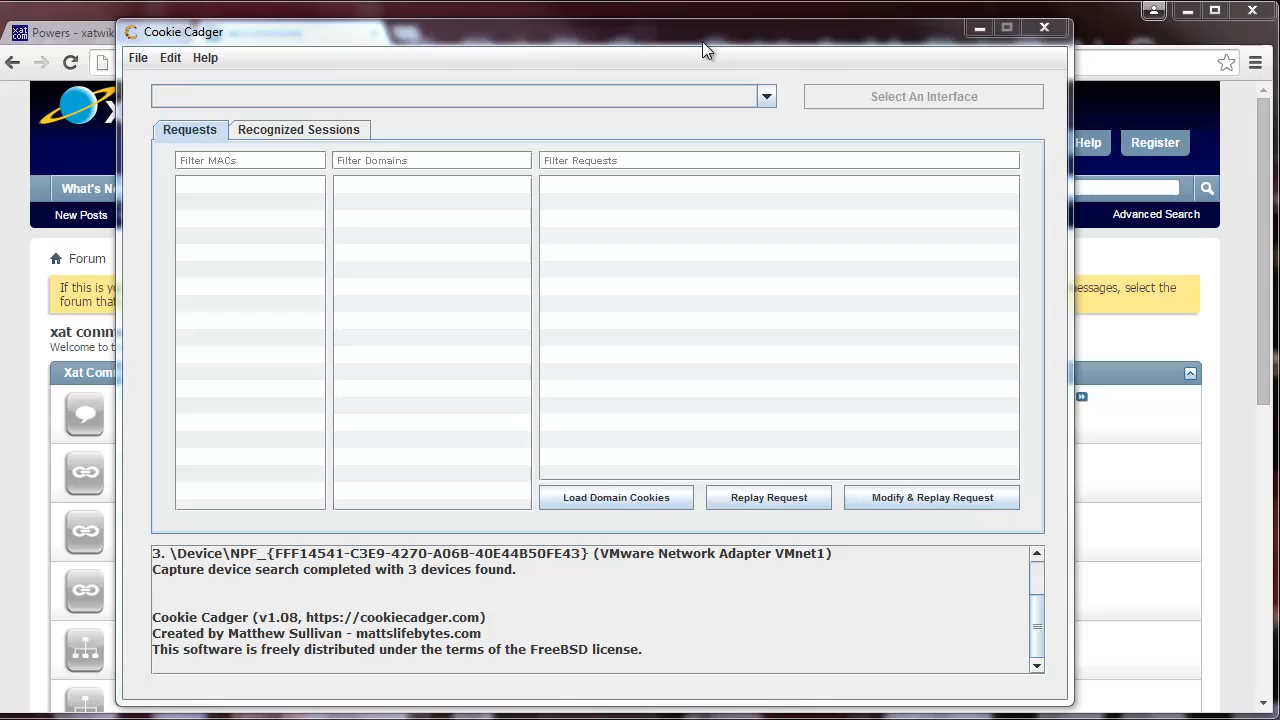 xat com
Powers - xatwik
Cookie Cadger
File Edit Help
Select An Interface
Requests
Recognized Sessions
Filter MACs
Filter Domains
Filter Requests
Load Domain Cookies
Replay Request
Modify & Replay Request
3. \Device\NPF_{FFF14541-C3E9-4270-A06B-40E44B50FE43} (VMware Network Adapter VMnet1)
Capture device search completed with 3 devices found.
Cookie Cadger (v1.08, https://cookiecadger.com)
Created by Matthew Sullivan - mattslifebytes.com
This software is freely distributed under the terms of the FreeBSD license.
Help
Register
What's N
New Posts
Advanced Search
Forum
If this is y
forum that
essages, select the
xat comm
Welcome to t
Xat Com